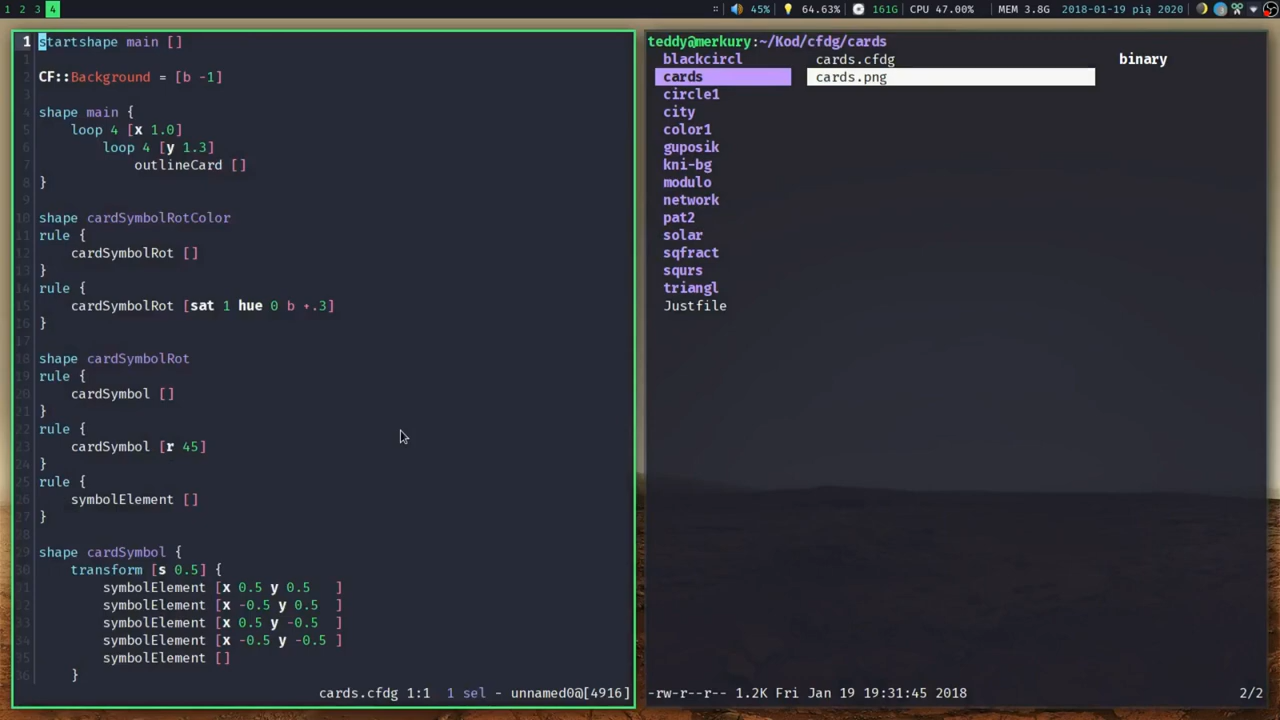 1 2 3 4
45% 64.63% 161G CPU 47.00% MEM 3.8G 2018-01-19 pią 2020
1 startshape main []
1
2 CF::Background = [b -1]
3
4 shape main {
5 loop 4 [x 1.0]
6 loop 4 [y 1.3]
7 outlineCard []
8 }
9
10 shape cardSymbolRotColor
11 rule {
12 cardSymbolRot []
13 }
14 rule {
15 cardSymbolRot [sat 1 hue 0 b +.3]
16 }
17
18 shape cardSymbolRot
19 rule {
20 cardSymbol []
21 }
22 rule {
23 cardSymbol [r 45]
24 }
25 rule {
26 symbolElement []
27 }
28
29 shape cardSymbol {
30 transform [s 0.5] {
31 symbolElement [x 0.5 y 0.5 ]
32 symbolElement [x -0.5 y 0.5 ]
33 symbolElement [x 0.5 y -0.5 ]
34 symbolElement [x -0.5 y -0.5 ]
35 symbolElement []
36 }
cards.cfdg 1:1 1 sel - unnamed0@[4916]
teddy@merkury:~/Kod/cfdg/cards
blackcircl
cards
circle1
city
color1
guposik
kni-bg
modulo
network
pat2
solar
sqfract
squrs
triangl
Justfile
cards.cfdg
cards.png
binary
-rw-r--r-- 1.2K Fri Jan 19 19:31:45 2018 2/2